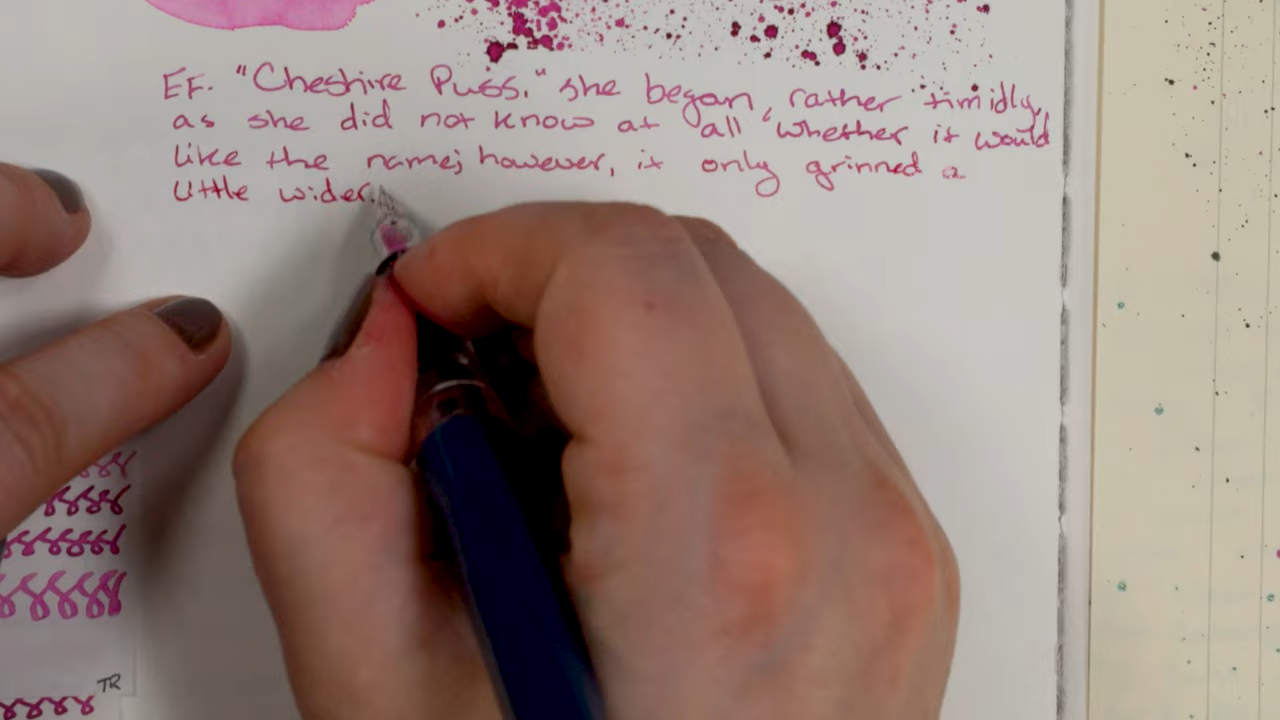 EF. "Cheshire Puss," she began, rather timidly,
as she did not know at all whether it would
like the name; however, it only grinned a
little wider.
TR